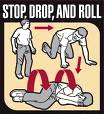 STOP, DROP, AND ROLL